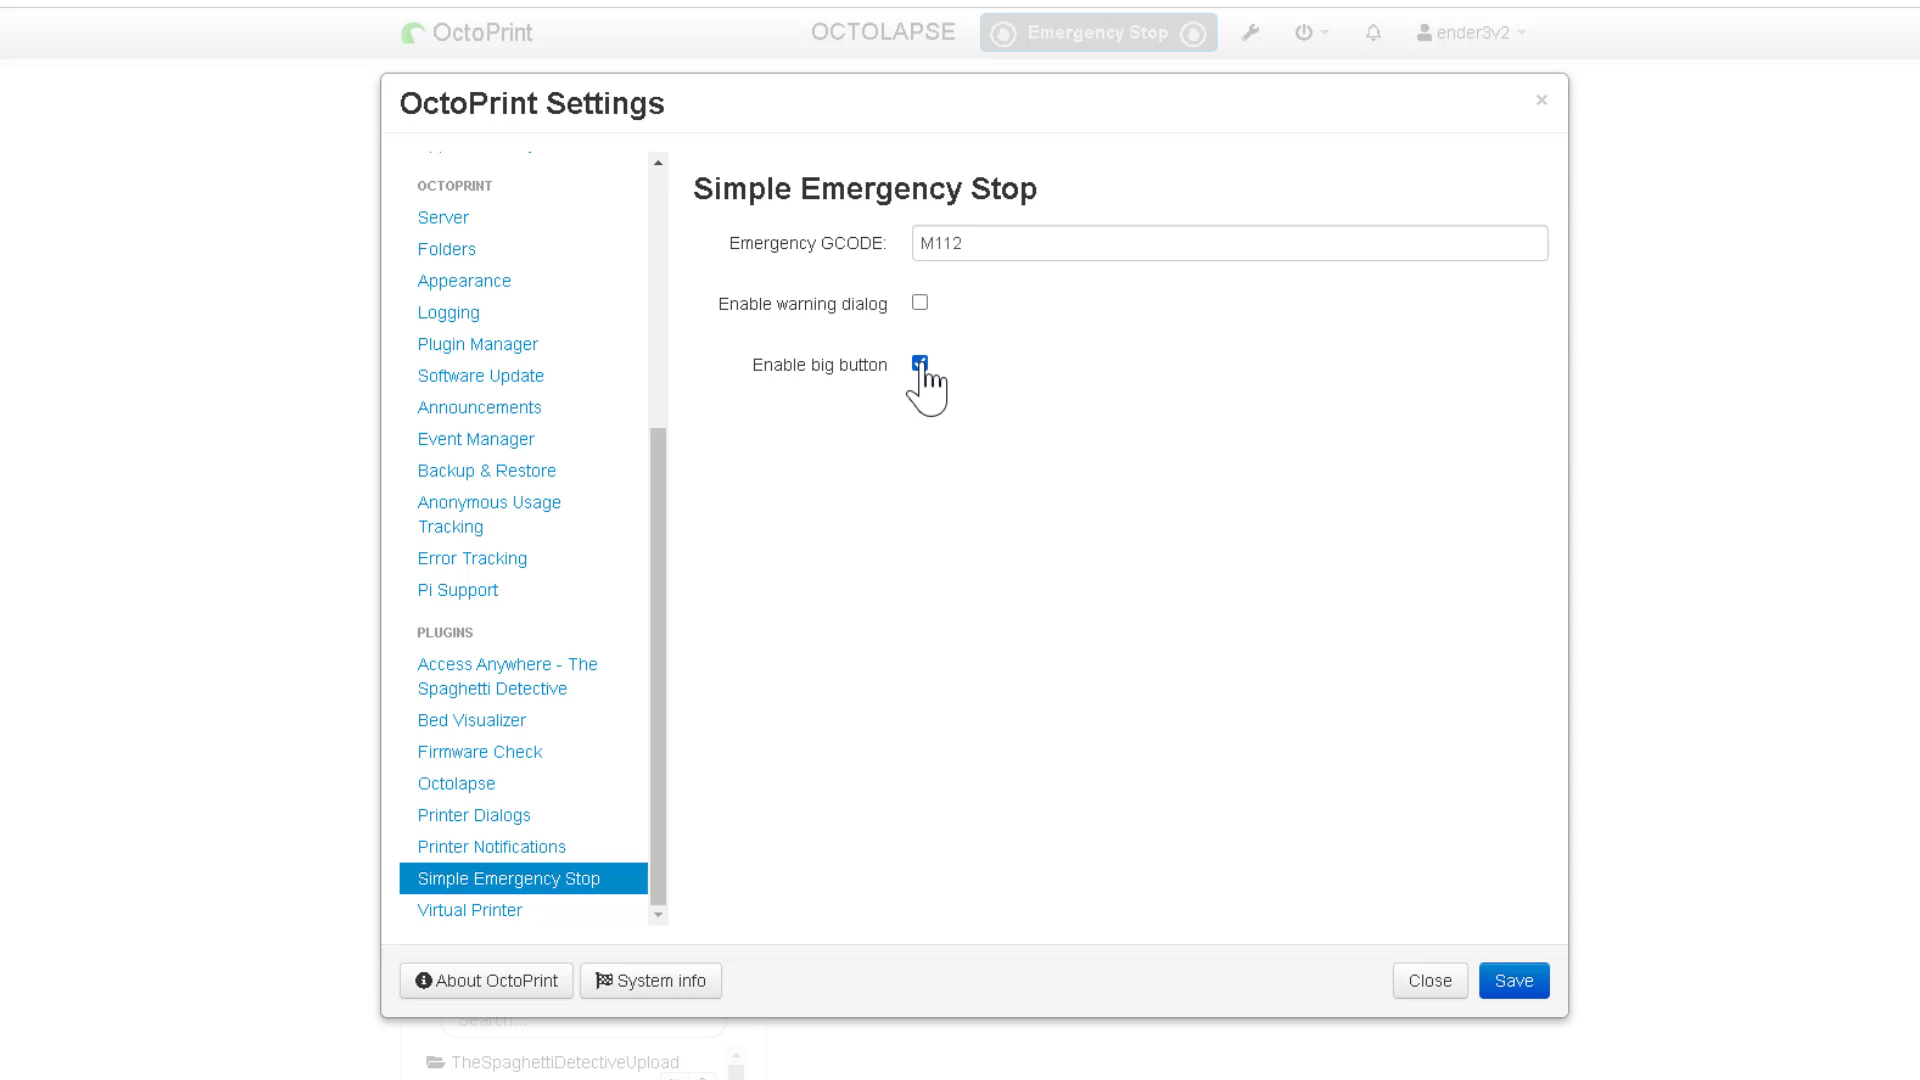 OctoPrint
OCTOLAPSE
Emergency Stop
ender3v2
OctoPrint Settings
×
OCTOPRINT
Server
Folders
Appearance
Logging
Plugin Manager
Software Update
Announcements
Event Manager
Backup & Restore
Anonymous Usage
Tracking
Error Tracking
Pi Support
PLUGINS
Access Anywhere - The
Spaghetti Detective
Bed Visualizer
Firmware Check
Octolapse
Printer Dialogs
Printer Notifications
Simple Emergency Stop
Virtual Printer
Simple Emergency Stop
Emergency GCODE: M112
Enable warning dialog
Enable big button
About OctoPrint
System info
Close
Save
Search...
TheSpaghettiDetectiveUpload